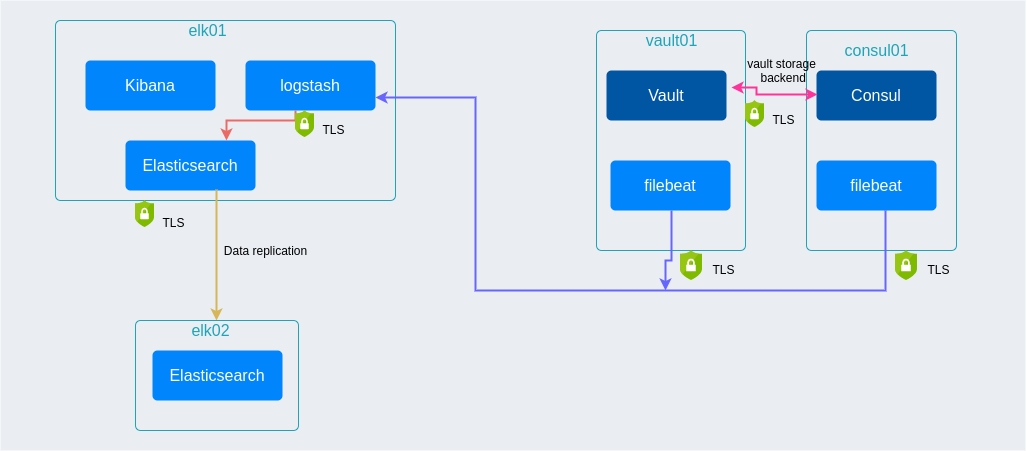 elk01
Kibana
logstash
TLS
Elasticsearch
TLS
Data replication
elk02
Elasticsearch
vault01
Vault
vault storage
backend
TLS
consul01
Consul
filebeat
TLS
filebeat
TLS